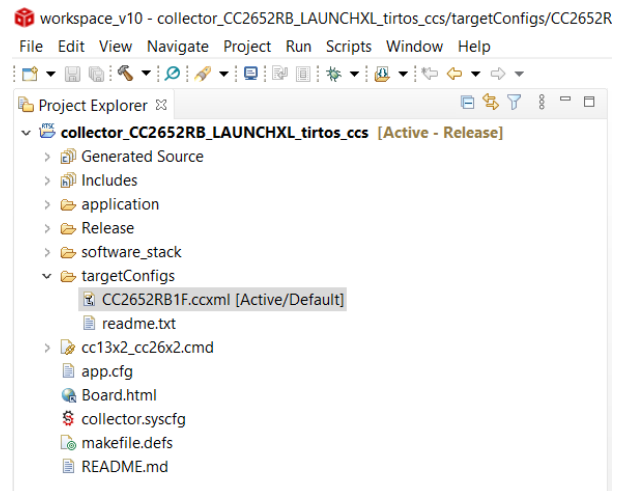 workspace_v10 - collector_CC2652RB_LAUNCHXL_tirtos_ccs/targetConfigs/CC2652R
File Edit View Navigate Project Run Scripts Window Help
Project Explorer
collector_CC2652RB_LAUNCHXL_tirtos_ccs [Active - Release]
Generated Source
Includes
application
Release
software_stack
targetConfigs
CC2652RB1F.ccxml [Active/Default]
readme.txt
cc13x2_cc26x2.cmd
app.cfg
Board.html
collector.syscfg
makefile.defs
README.md